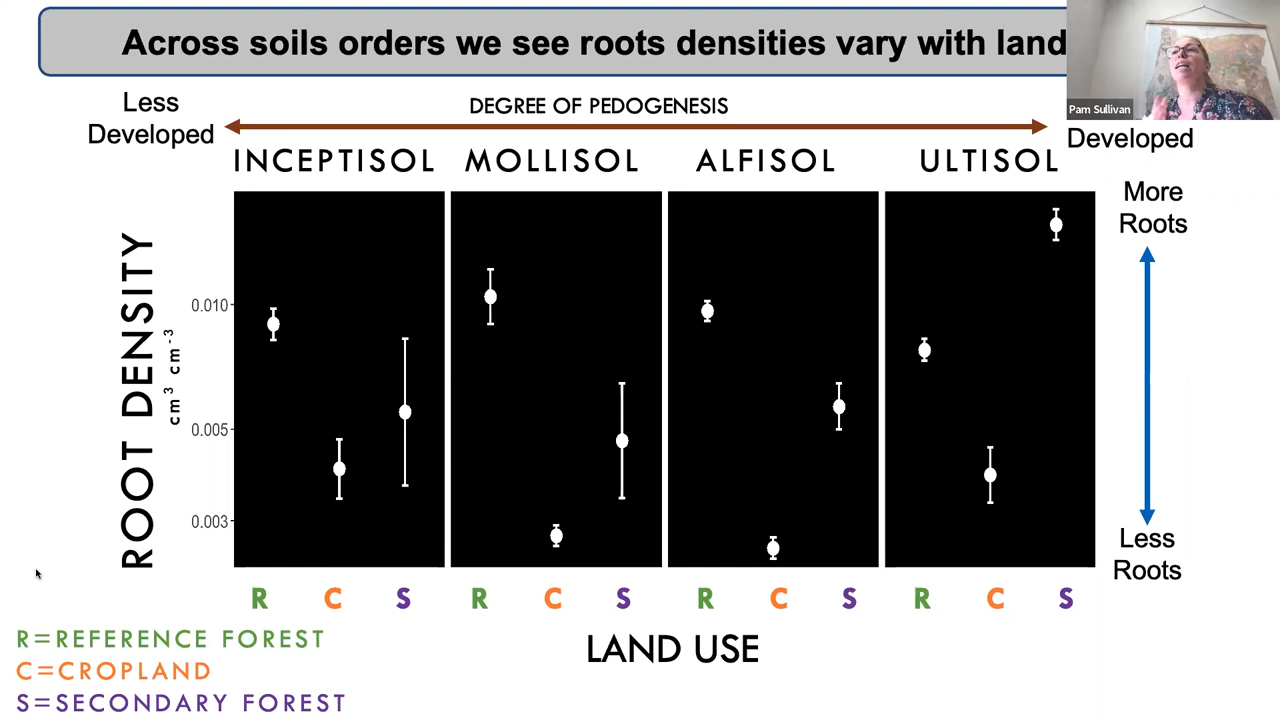 Across soils orders we see roots densities vary with land
Pam Sullivan
Less
Developed
DEGREE OF PEDOGENESIS
Developed
INCEPTISOL
MOLLISOL
ALFISOL
ULTISOL
More
Roots
ROOT DENSITY
cm³ cm⁻³
0.010
0.005
0.003
Less
Roots
R C S R C S R C S R C S
LAND USE
R=REFERENCE FOREST
C=CROPLAND
S=SECONDARY FOREST